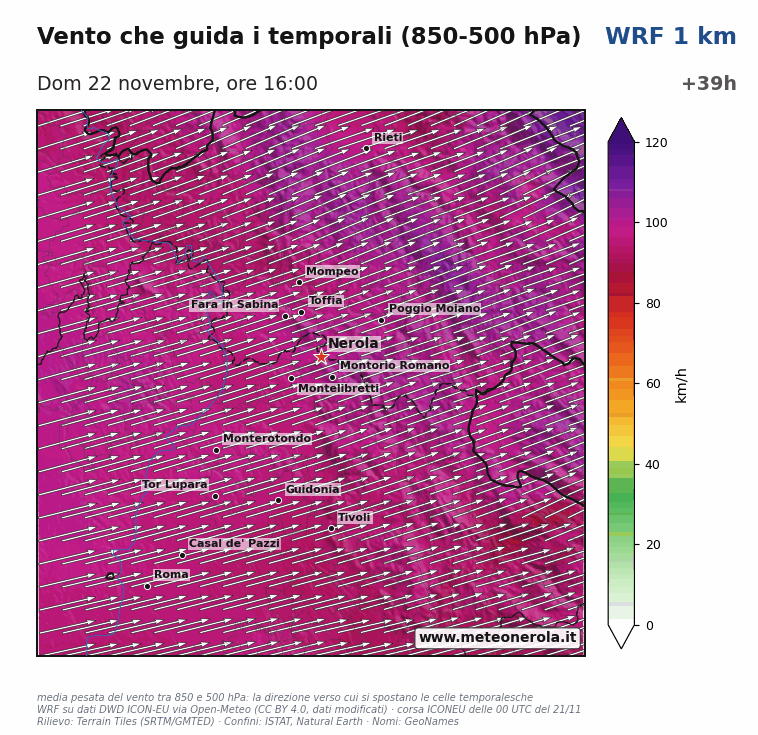 Vento che guida i temporali (850-500 hPa) WRF 1 km
Dom 22 novembre, ore 16:00 +39h
Rieti
Mompeo
Fara in Sabina
Toffia
Poggio Moiano
Nerola
Montorio Romano
Montelibretti
Monterotondo
Tor Lupara
Guidonia
Tivoli
Casal de' Pazzi
Roma
www.meteonerola.it
120
100
80
60
40
20
0
km/h
media pesata del vento tra 850 e 500 hPa: la direzione verso cui si spostano le celle temporalesche
WRF su dati DWD ICON-EU via Open-Meteo (CC BY 4.0, dati modificati) · corsa ICONEU delle 00 UTC del 21/11
Rilievo: Terrain Tiles (SRTM/GMTED) · Confini: ISTAT, Natural Earth · Nomi: GeoNames